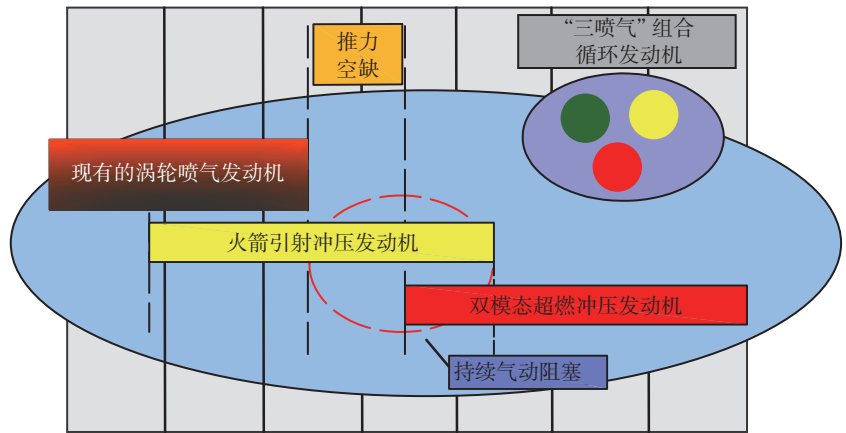 推力
空缺
“三喷气”组合
循环发动机
现有的涡轮喷气发动机
火箭引射冲压发动机
双模态超燃冲压发动机
持续气动阻塞